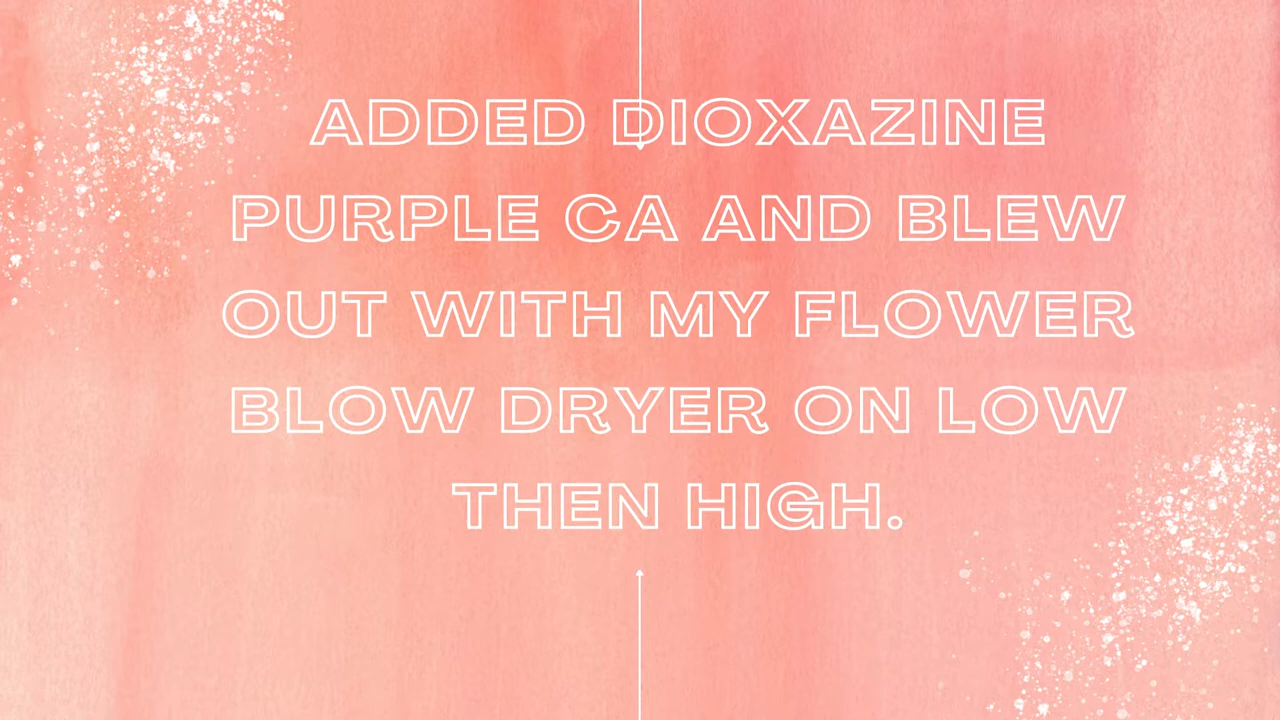 ADDED DIOXAZINE
PURPLE CA AND BLEW
OUT WITH MY FLOWER
BLOW DRYER ON LOW
THEN HIGH.